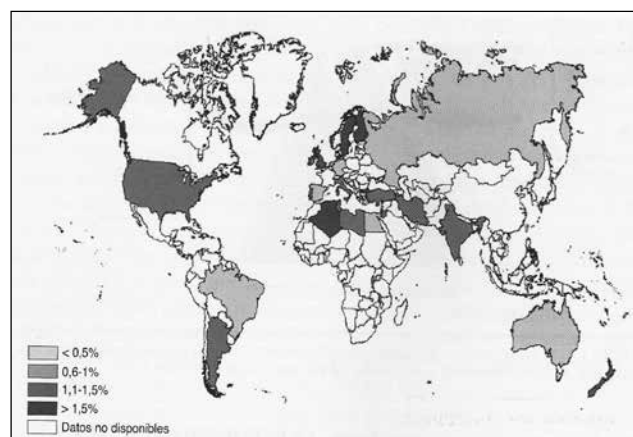 < 0,5%
0,6-1%
1,1-1,5%
> 1,5%
Datos no disponibles